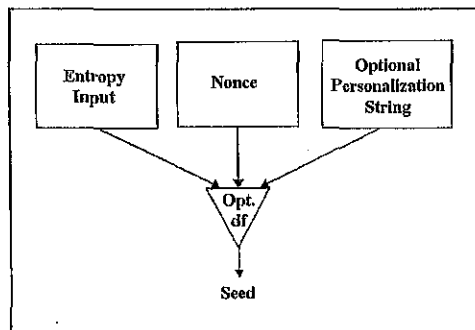 Entropy
Input
Nonce
Optional
Personalization
String
Opt.
df
Seed